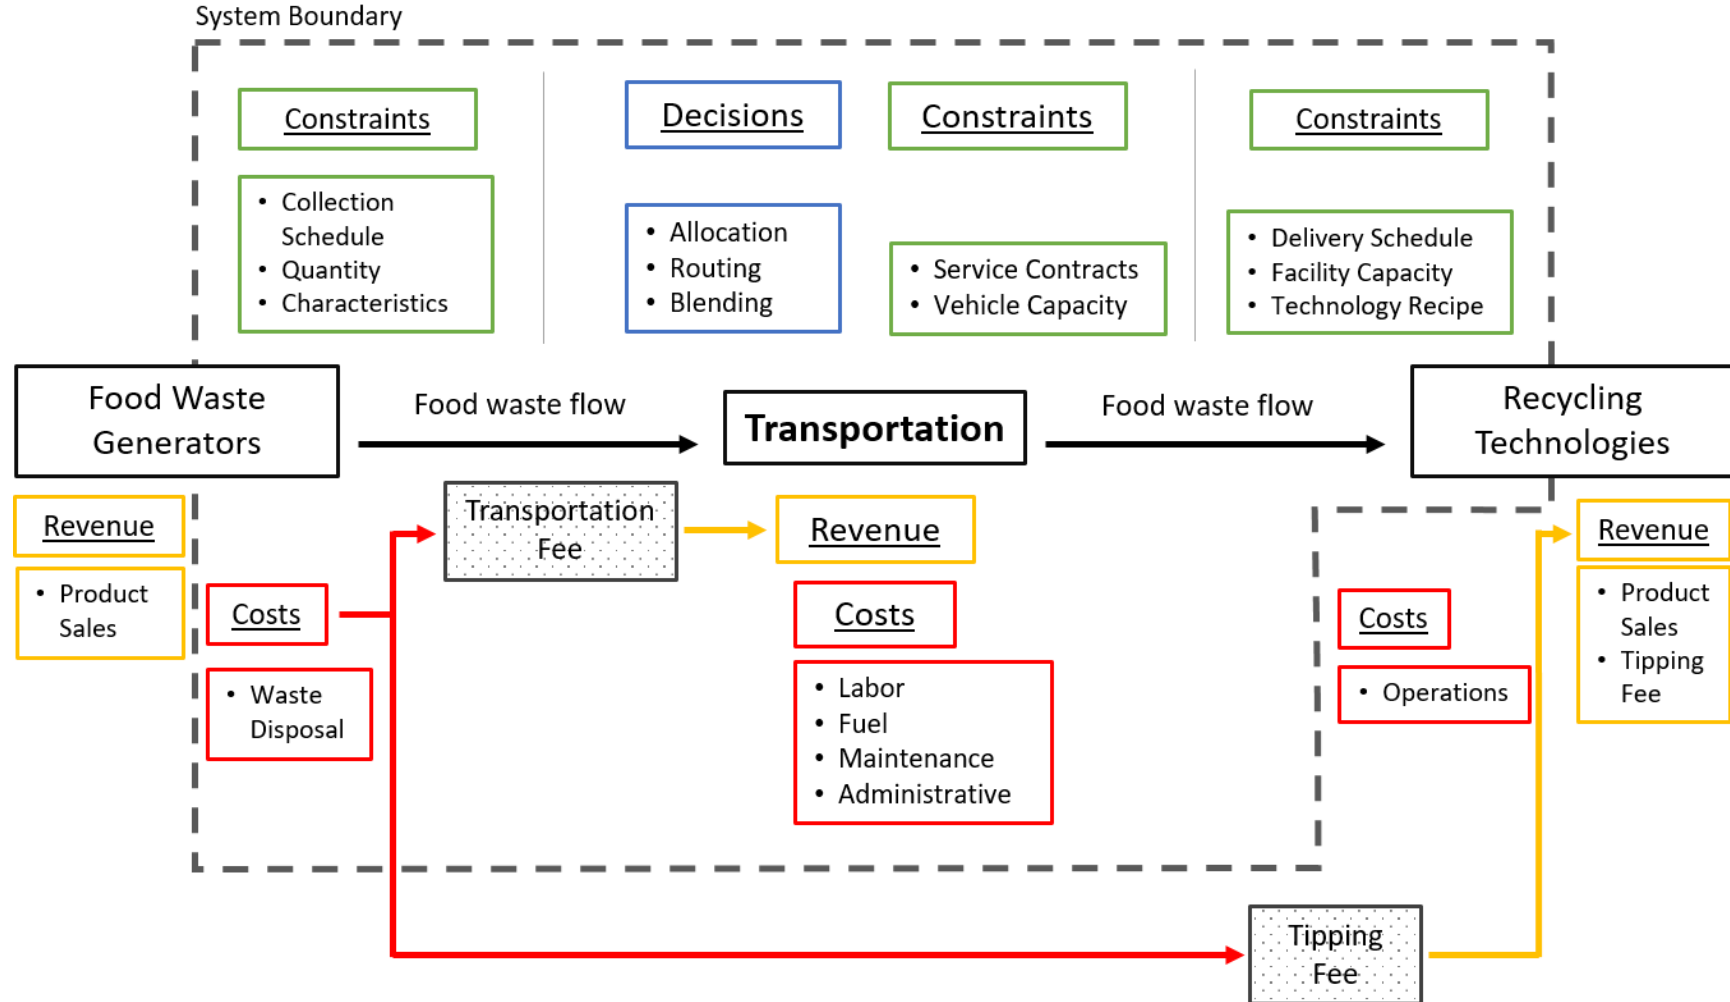 System Boundary
Constraints
• Collection
Schedule
• Quantity
• Characteristics
Decisions
• Allocation
• Routing
• Blending
Constraints
• Service Contracts
• Vehicle Capacity
Constraints
• Delivery Schedule
• Facility Capacity
• Technology Recipe
Food Waste
Generators
Food waste flow
Transportation
Food waste flow
Recycling
Technologies
Revenue
• Product
Sales
Costs
• Waste
Disposal
Transportation
Fee
Revenue
Costs
• Labor
• Fuel
• Maintenance
• Administrative
Costs
• Operations
Revenue
• Product
Sales
• Tipping
Fee
Tipping
Fee